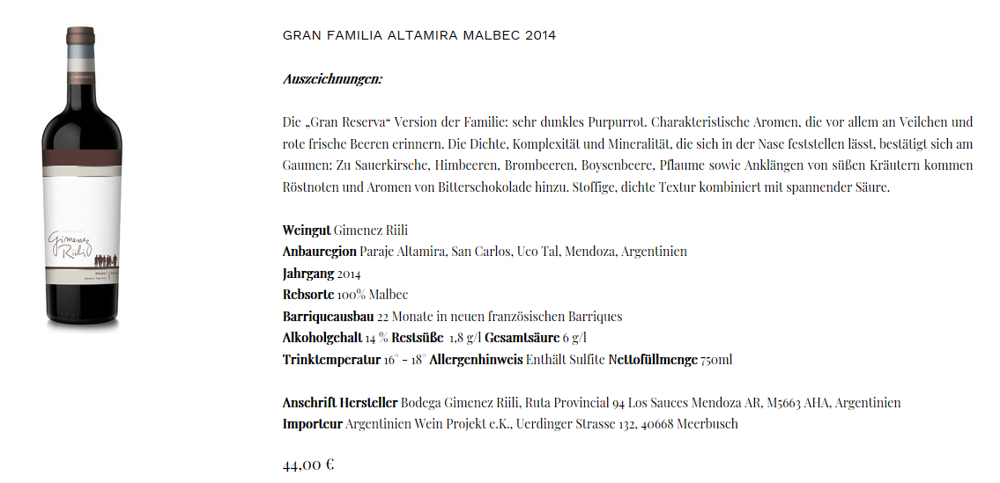 GRAN FAMILIA ALTAMIRA MALBEC 2014
Auszeichnungen:
Die „Gran Reserva“ Version der Familie: sehr dunkles Purpurrot. Charakteristische Aromen, die vor allem an Veilchen und
rote frische Beeren erinnern. Die Dichte, Komplexität und Mineralität, die sich in der Nase feststellen lässt, bestätigt sich am
Gaumen: Zu Sauerkirsche, Himbeeren, Brombeeren, Boysenbeere, Pflaume sowie Anklängen von süßen Kräutern kommen
Röstnoten und Aromen von Bitterschokolade hinzu. Stoffige, dichte Textur kombiniert mit spannender Säure.
Weingut Gimenez Riili
Anbauregion Paraje Altamira, San Carlos, Uco Tal, Mendoza, Argentinien
Jahrgang 2014
Rebsorte 100% Malbec
Barriqueausbau 22 Monate in neuen französischen Barriques
Alkoholgehalt 14 % Restsüße 1,8 g/l Gesamtsäure 6 g/l
Trinktemperatur 16° - 18° Allergenhinweis Enthält Sulfite Nettofüllmenge 750ml
Anschrift Hersteller Bodega Gimenez Riili, Ruta Provincial 94 Los Sauces Mendoza AR, M5663 AHA, Argentinien
Importeur Argentinien Wein Projekt e.K., Uerdinger Strasse 132, 40668 Meerbusch
44,00 €
Gimenez
Riili
MALBEC